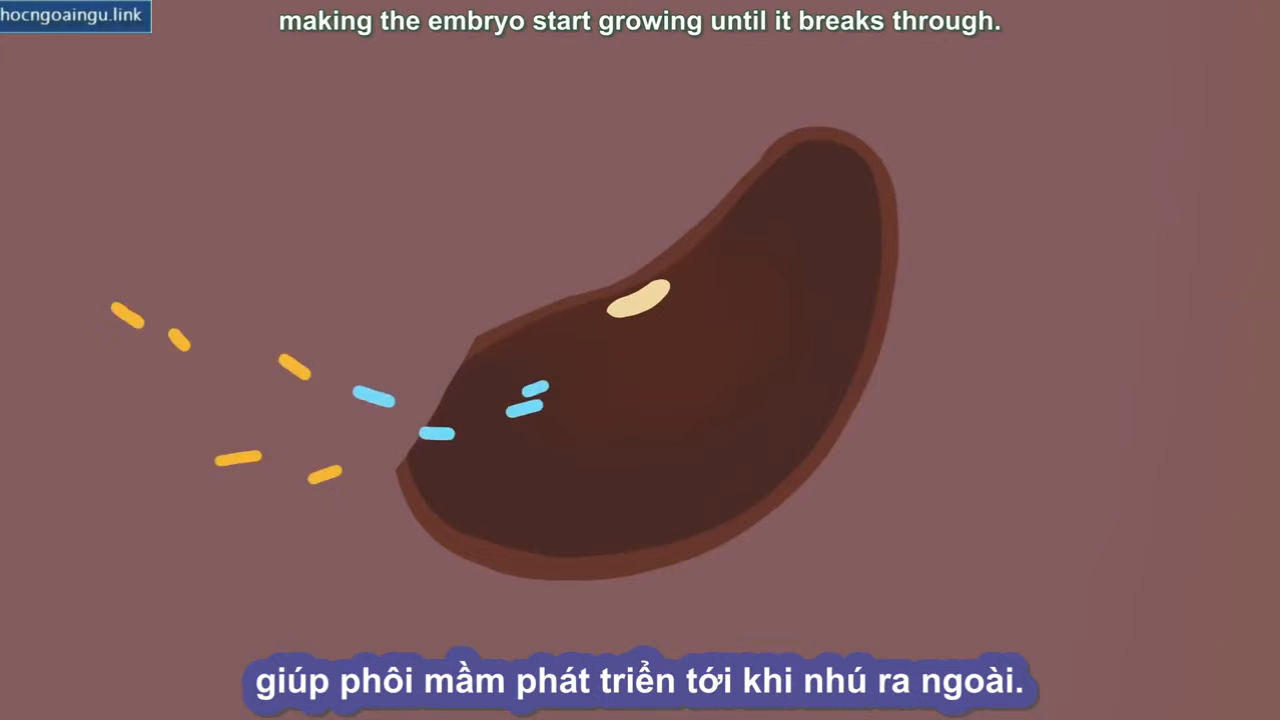 hocngoaingu.link
making the embryo start growing until it breaks through.
giúp phôi mầm phát triển tới khi nhú ra ngoài.